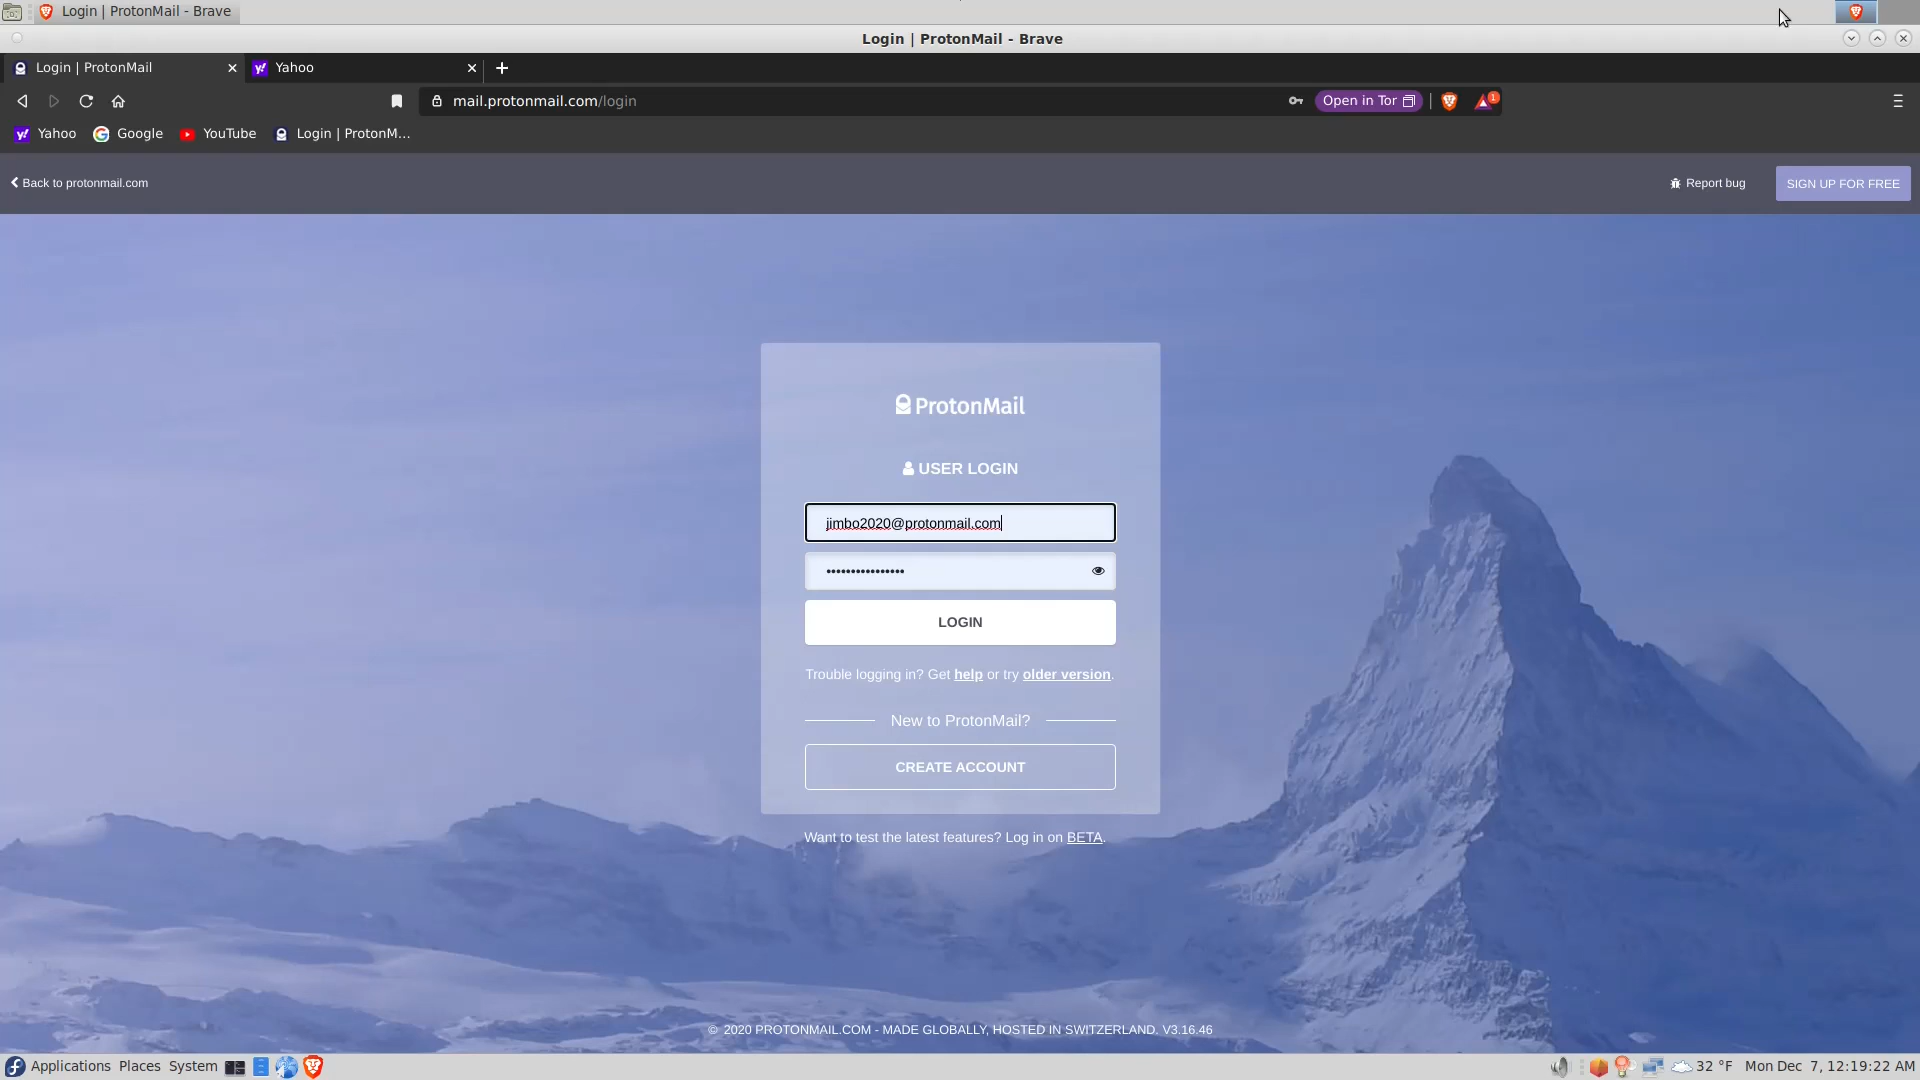 Login | ProtonMail - Brave
Login | ProtonMail - Brave
Login | ProtonMail
Yahoo
mail.protonmail.com/login
Open in Tor
1
Yahoo
Google
YouTube
Login | ProtonM...
Back to protonmail.com
Report bug
SIGN UP FOR FREE
ProtonMail
USER LOGIN
jimbo2020@protonmail.com
••••••••••••••••
LOGIN
Trouble logging in? Get help or try older version.
New to ProtonMail?
CREATE ACCOUNT
Want to test the latest features? Log in on BETA.
© 2020 PROTONMAIL.COM - MADE GLOBALLY, HOSTED IN SWITZERLAND. V3.16.46
Applications Places System
32 °F Mon Dec 7, 12:19:22 AM